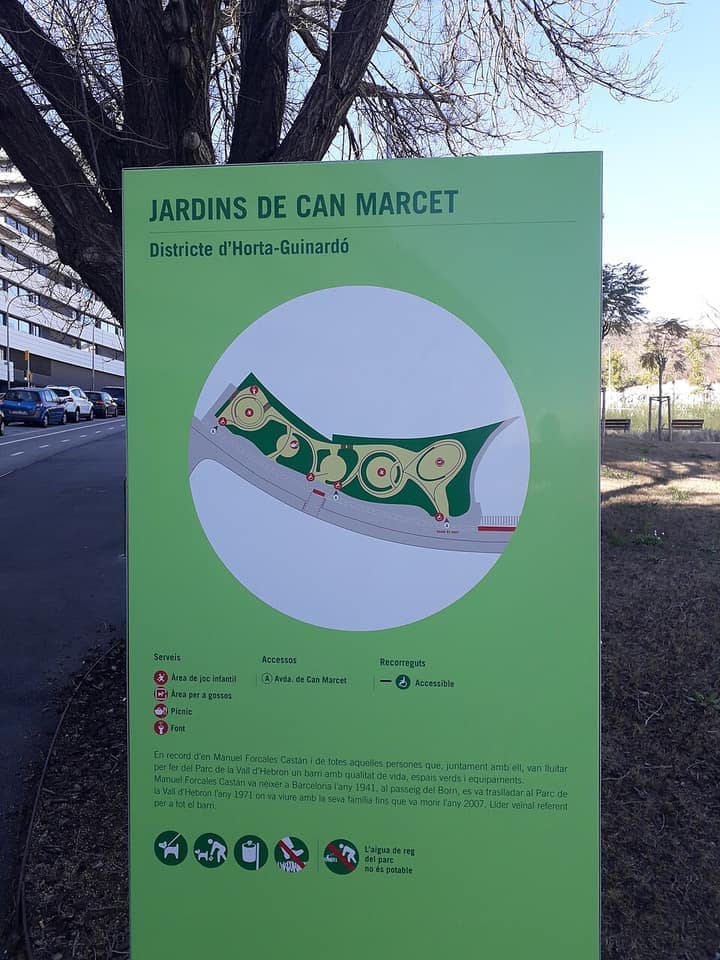 JARDINS DE CAN MARCET
Districte d'Horta-Guinardó
Serveis
Àrea de joc infantil
Àrea per a gossos
Pícnic
Font
Accessos
A Avda. de Can Marcet
Recorreguts
Accessible
En record d'en Manuel Forcales Castán i de totes aquelles persones que, juntament amb ell, van lluitar
per fer del Parc de la Vall d'Hebron un barri amb qualitat de vida, espais verds i equipaments.
Manuel Forcales Castán va néixer a Barcelona l'any 1941, al passeig del Born, es va traslladar al Parc de
la Vall d'Hebron l'any 1971 on va viure amb la seva família fins que va morir l'any 2007. Líder veïnal referent
per a tot el barri.
L'aigua de reg
del parc
no és potable